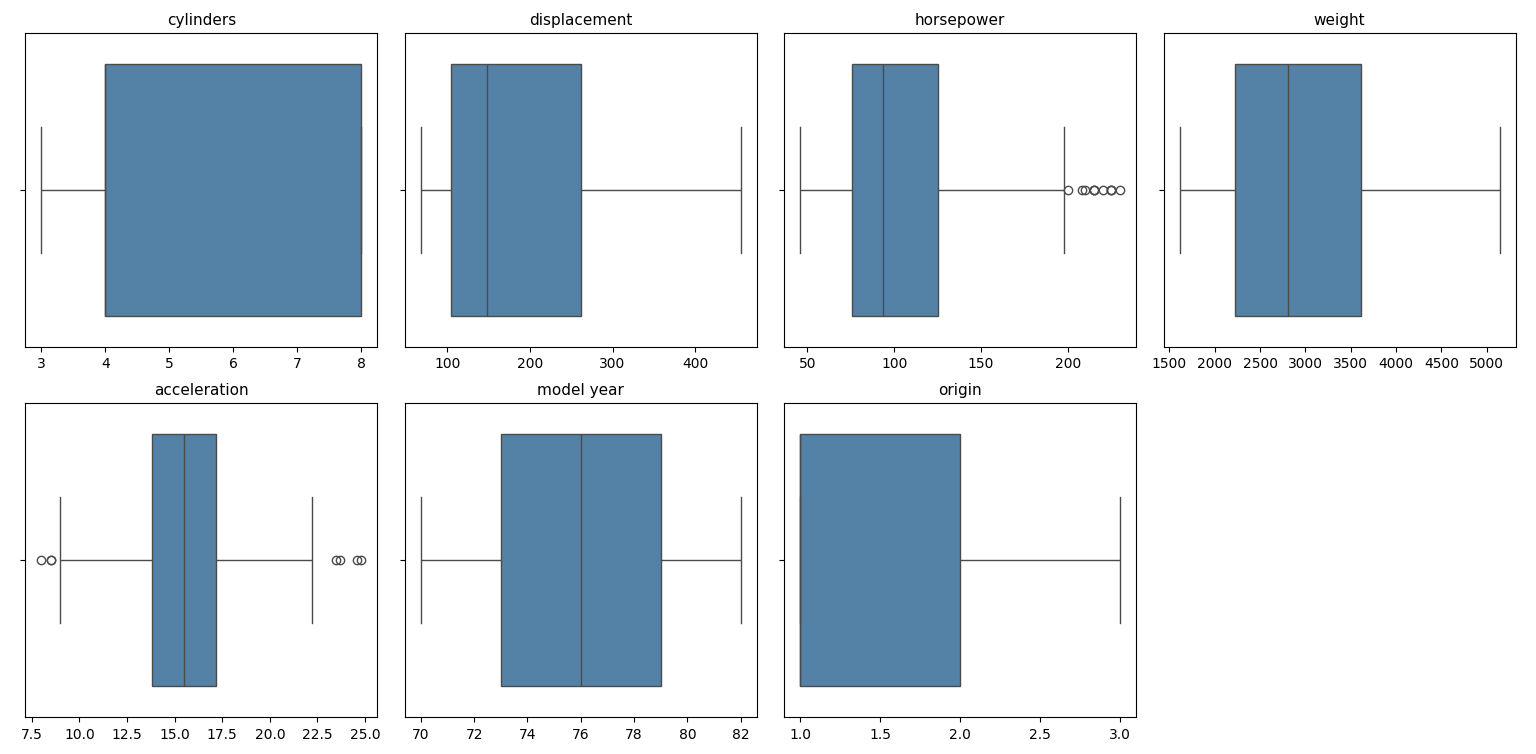 cylinders displacement horsepower weight
3 4 5 6 7 8 100 200 300 400 50 100 150 200 1500 2000 2500 3000 3500 4000 4500 5000
acceleration model year origin
7.5 10.0 12.5 15.0 17.5 20.0 22.5 25.0 70 72 74 76 78 80 82 1.0 1.5 2.0 2.5 3.0